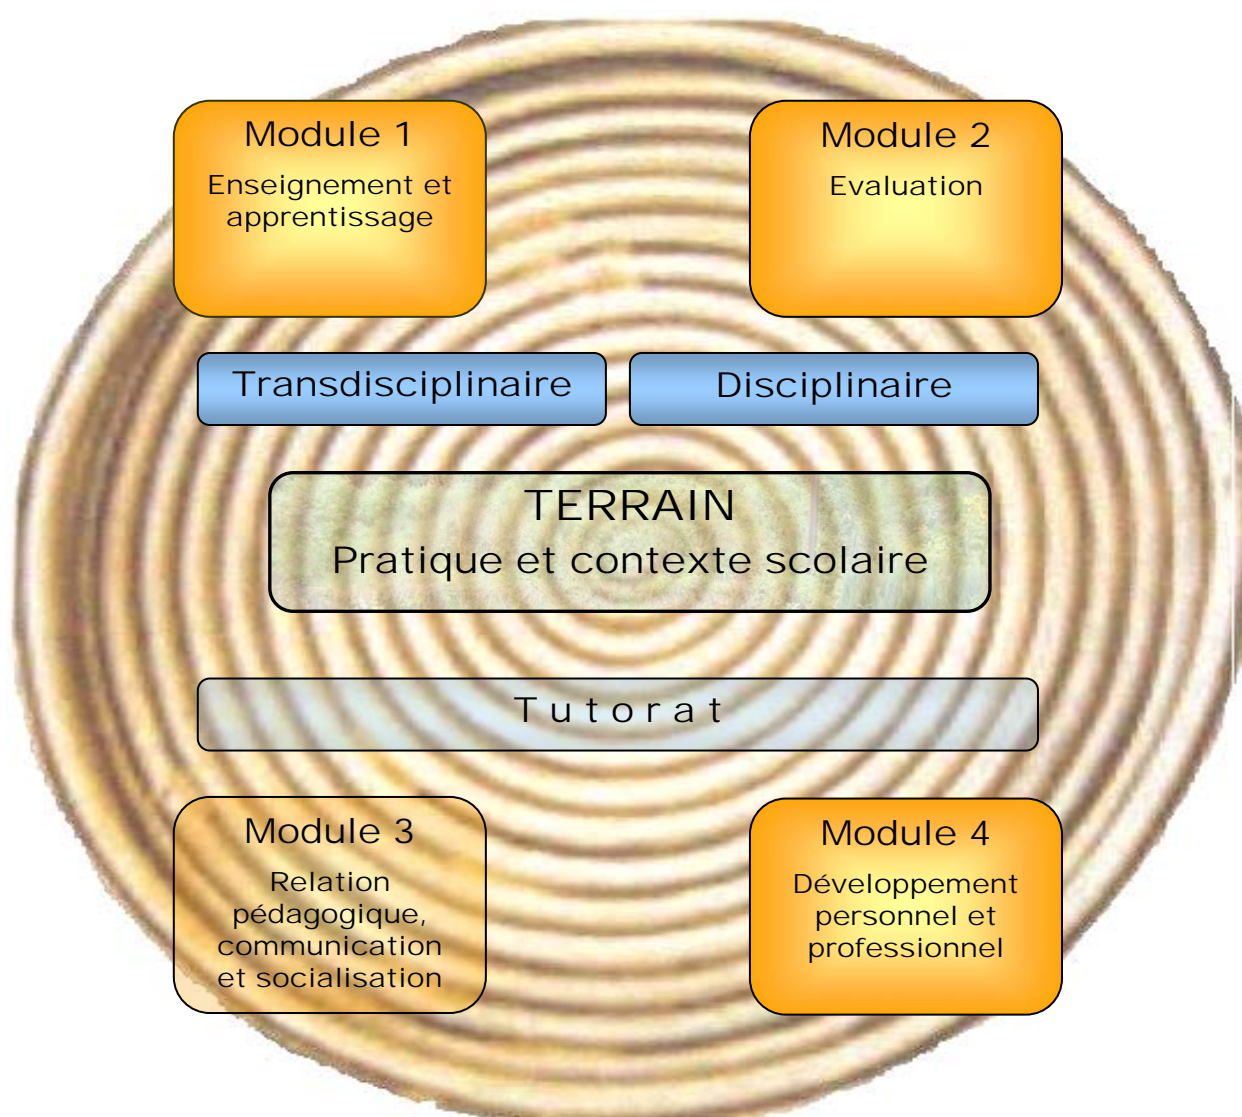 Module 1
Enseignement et
apprentissage
Module 2
Evaluation
Transdisciplinaire
Disciplinaire
TERRAIN
Pratique et contexte scolaire
Tutorat
Module 3
Relation
pédagogique,
communication
et socialisation
Module 4
Développement
personnel et
professionnel